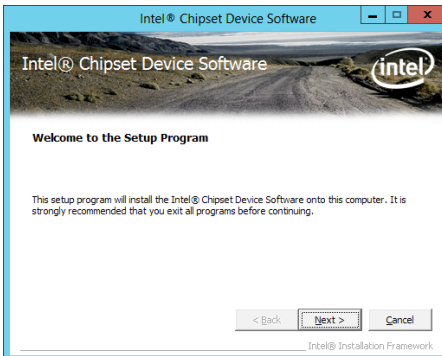 Intel® Chipset Device Software
Intel® Chipset Device Software
intel
Welcome to the Setup Program
This setup program will install the Intel® Chipset Device Software onto this computer. It is
strongly recommended that you exit all programs before continuing.
< Back
Next >
Cancel
Intel® Installation Framework